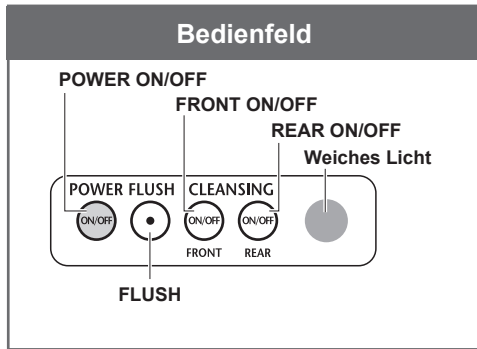 Bedienfeld
POWER ON/OFF
FRONT ON/OFF
REAR ON/OFF
Weiches Licht
POWER FLUSH CLEANSING
ON/OFF ON/OFF ON/OFF
FRONT REAR
FLUSH